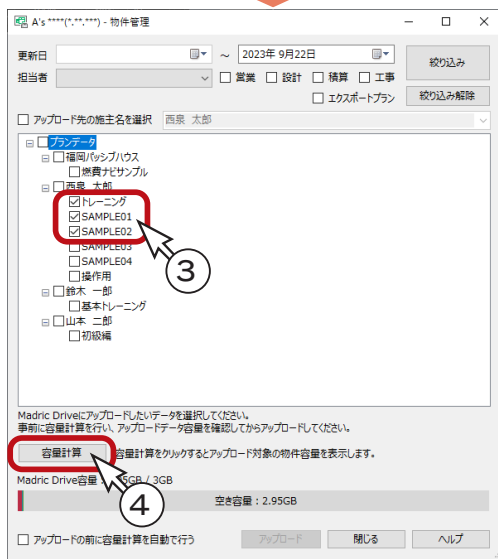 A's ****(*.**.***) - 物件管理
更新日 ～ 2023年 9月22日 絞り込み
担当者 営業 設計 積算 工事
エクスポートプラン 絞り込み解除
アップロード先の施主名を選択 西泉 太郎
プランデータ
福岡パッシブハウス
燃費ナビサンプル
西泉 太郎
トレーニング
SAMPLE01
SAMPLE02
SAMPLE03
SAMPLE04
操作用
鈴木 一郎
基本トレーニング
山本 二郎
初級編
3
Madric Driveにアップロードしたいデータを選択してください。
事前に容量計算を行い、アップロードデータ容量を確認してからアップロードしてください。
容量計算 容量計算をクリックするとアップロード対象の物件容量を表示します。
Madric Drive容量 : 5GB / 3GB
4
空き容量：2.95GB
アップロードの前に容量計算を自動で行う アップロード 閉じる ヘルプ